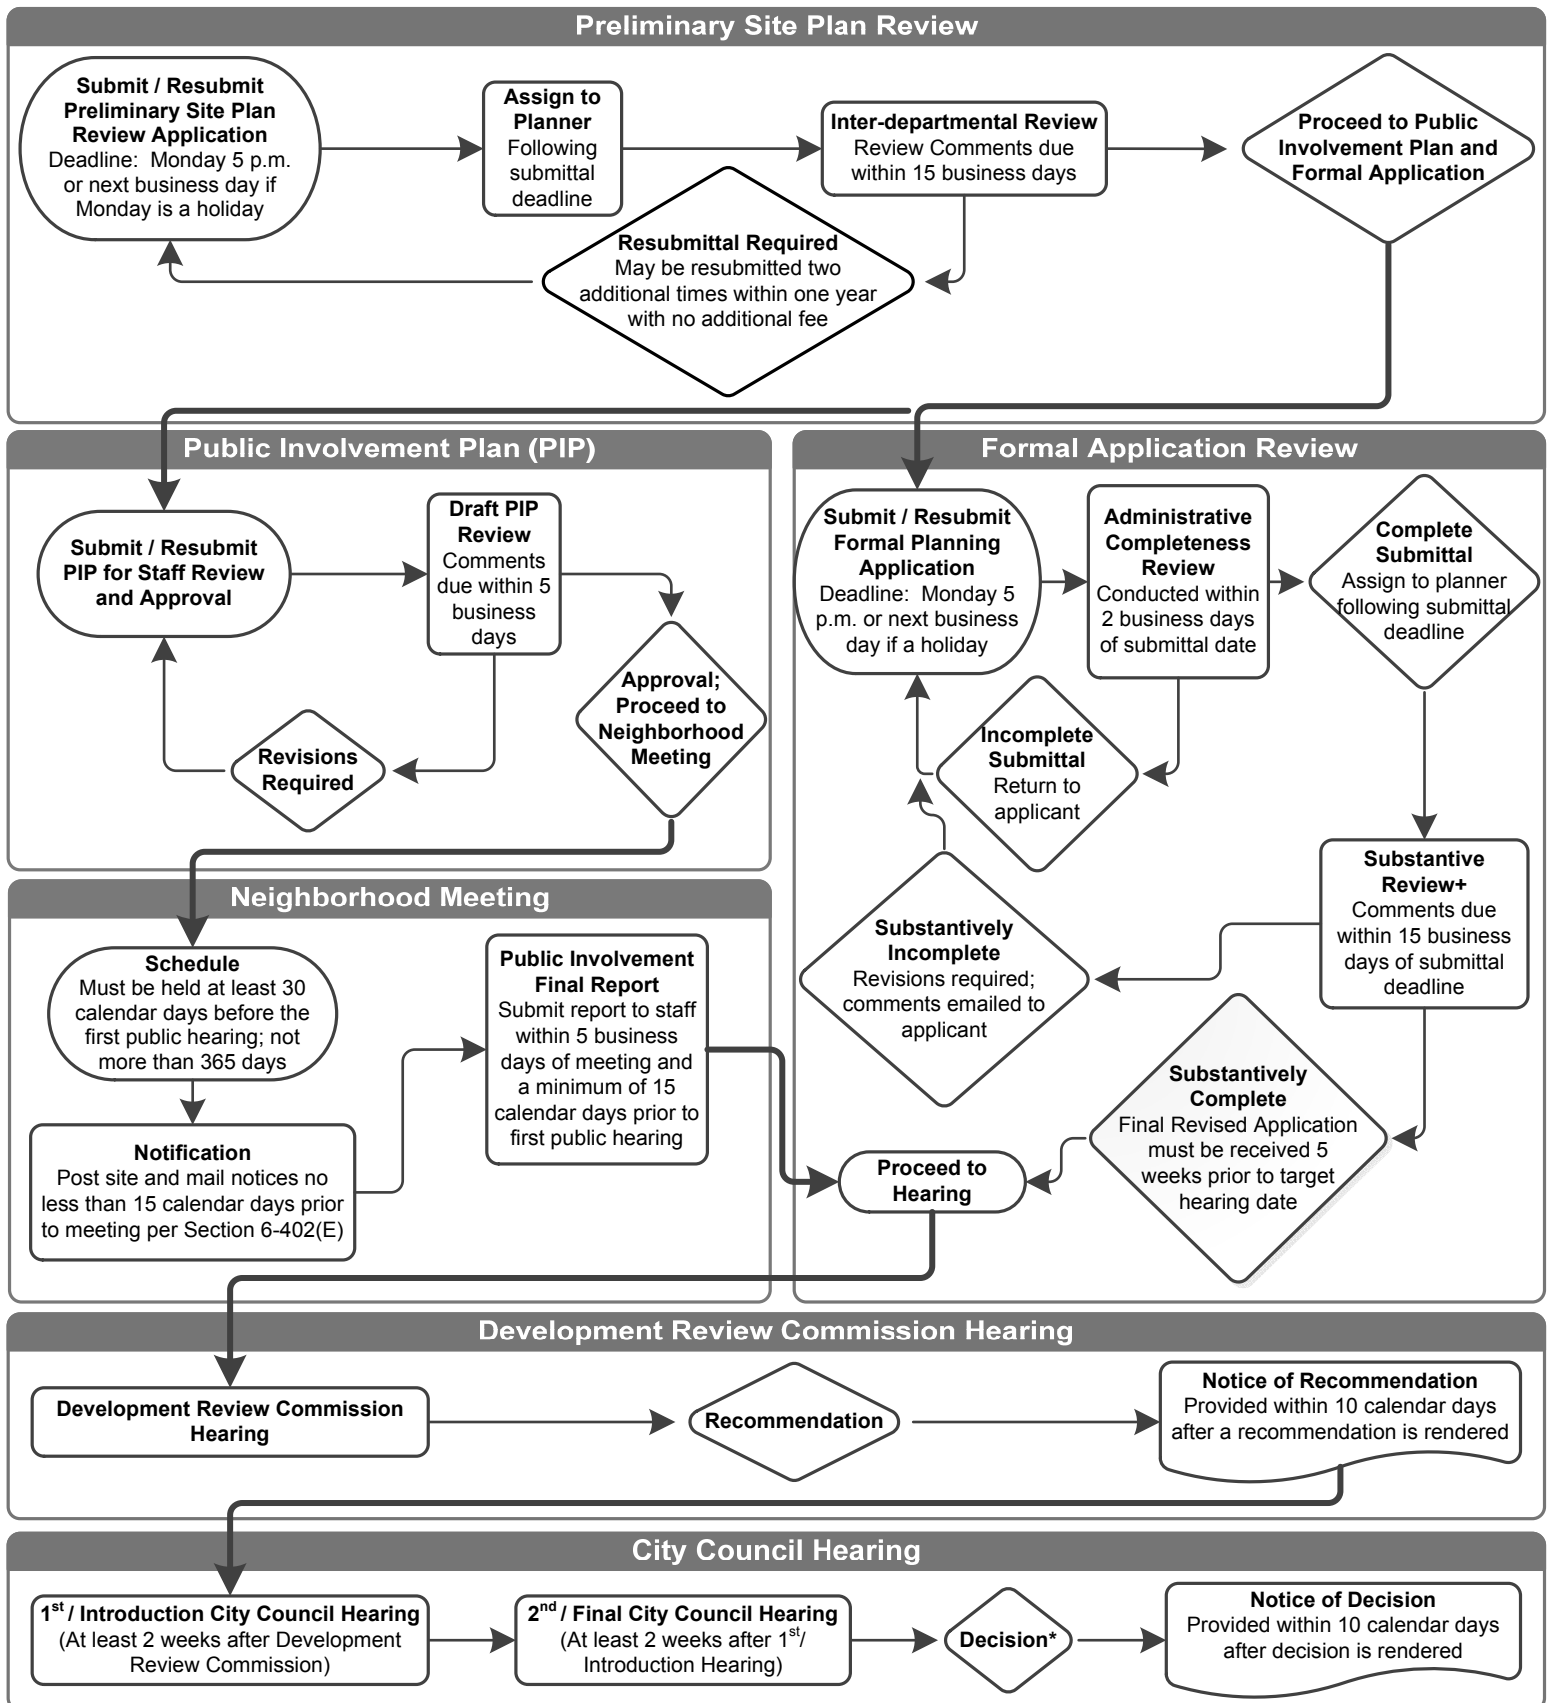 Preliminary Site Plan Review
Submit / Resubmit
Preliminary Site Plan
Review Application
Deadline: Monday 5 p.m.
or next business day if
Monday is a holiday
Assign to
Planner
Following
submittal
deadline
Inter-departmental Review
Review Comments due
within 15 business days
Proceed to Public
Involvement Plan and
Formal Application
Resubmittal Required
May be resubmitted two
additional times within one year
with no additional fee
Public Involvement Plan (PIP)
Submit / Resubmit
PIP for Staff Review
and Approval
Draft PIP
Review
Comments
due within 5
business
days
Approval;
Proceed to
Neighborhood
Meeting
Revisions
Required
Formal Application Review
Submit / Resubmit
Formal Planning
Application
Deadline: Monday 5
p.m. or next business
day if a holiday
Administrative
Completeness
Review
Conducted within
2 business days
of submittal date
Complete
Submittal
Assign to planner
following submittal
deadline
Incomplete
Submittal
Return to
applicant
Substantive
Review+
Comments due
within 15 business
days of submittal
deadline
Substantively
Incomplete
Revisions required;
comments emailed to
applicant
Substantively
Complete
Final Revised Application
must be received 5
weeks prior to target
hearing date
Proceed to
Hearing
Neighborhood Meeting
Schedule
Must be held at least 30
calendar days before the
first public hearing; not
more than 365 days
Notification
Post site and mail notices no
less than 15 calendar days prior
to meeting per Section 6-402(E)
Public Involvement
Final Report
Submit report to staff
within 5 business
days of meeting and
a minimum of 15
calendar days prior to
first public hearing
Development Review Commission Hearing
Development Review Commission
Hearing
Recommendation
Notice of Recommendation
Provided within 10 calendar days
after a recommendation is rendered
City Council Hearing
1st / Introduction City Council Hearing
(At least 2 weeks after Development
Review Commission)
2nd / Final City Council Hearing
(At least 2 weeks after 1st/
Introduction Hearing)
Decision*
Notice of Decision
Provided within 10 calendar days
after decision is rendered